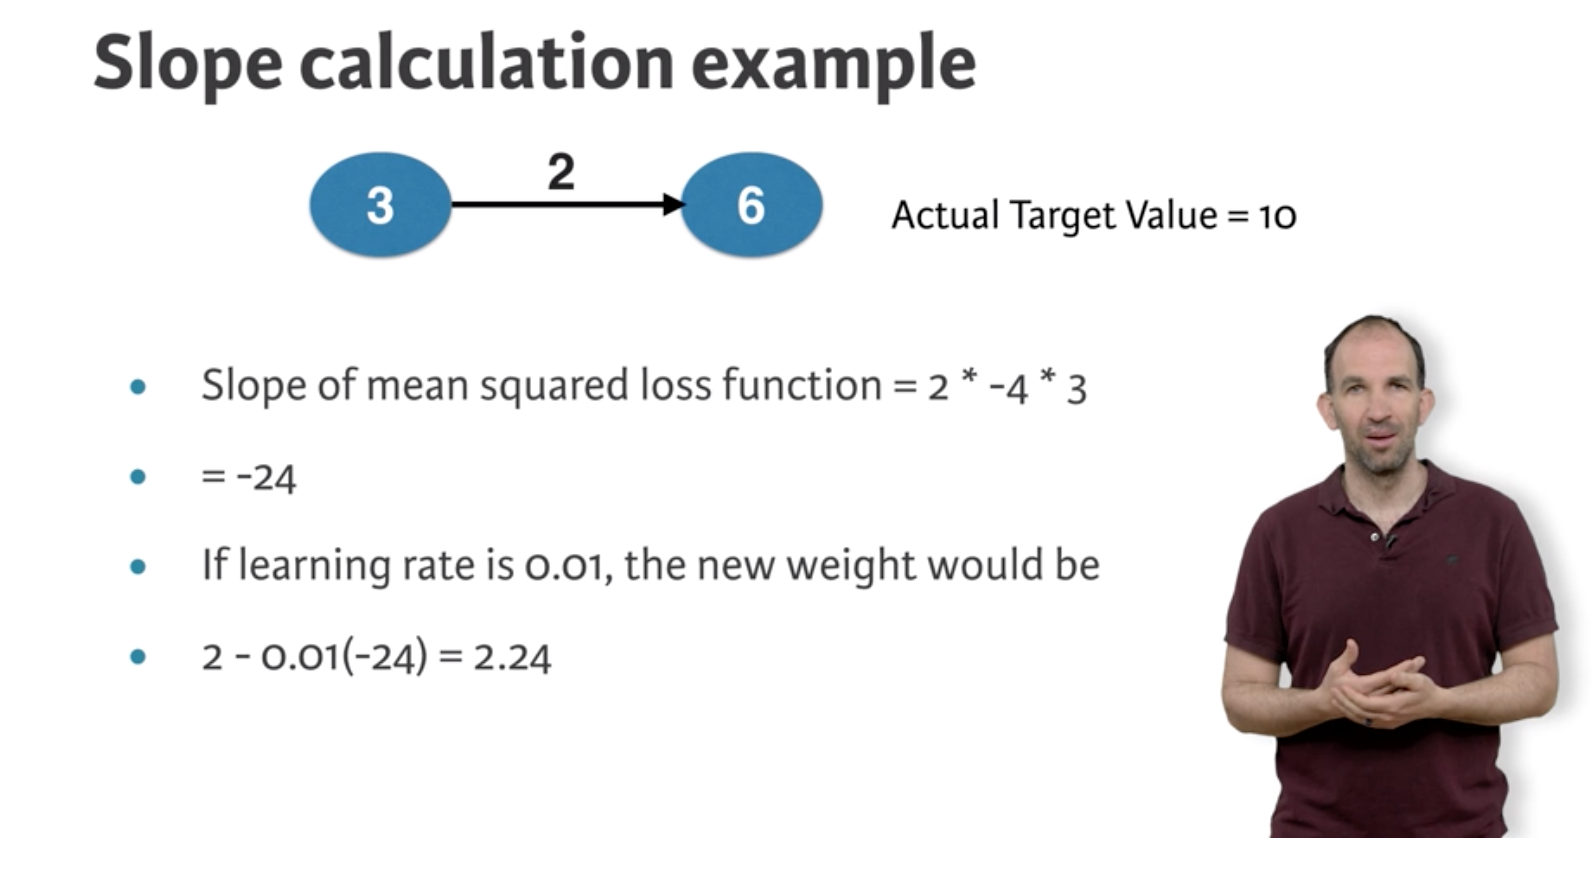 Slope calculation example
2
3
6
Actual Target Value = 10
Slope of mean squared loss function = 2 * -4 * 3
= -24
If learning rate is 0.01, the new weight would be
2 - 0.01(-24) = 2.24